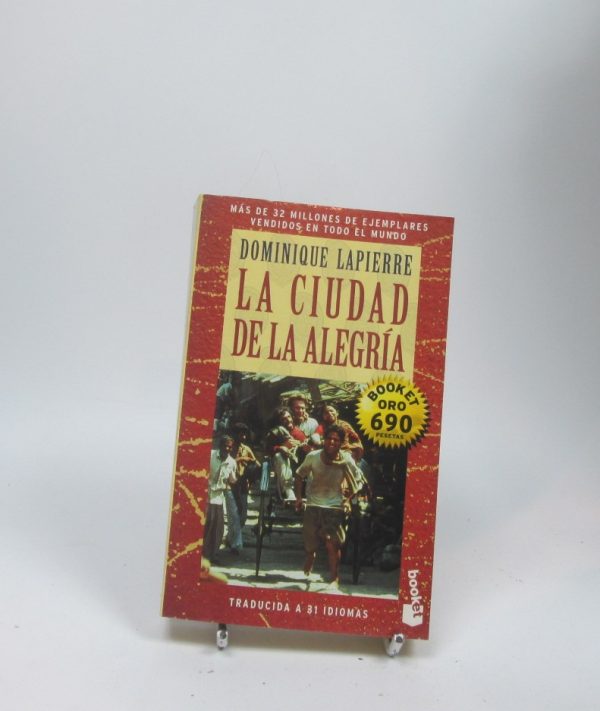 MÁS DE 32 MILLONES DE EJEMPLARES
VENDIDOS EN TODO EL MUNDO
DOMINIQUE LAPIERRE
LA CIUDAD
DE LA ALEGRÍA
BOOKET
ORO
690
PESETAS
booket
TRADUCIDA A 31 IDIOMAS